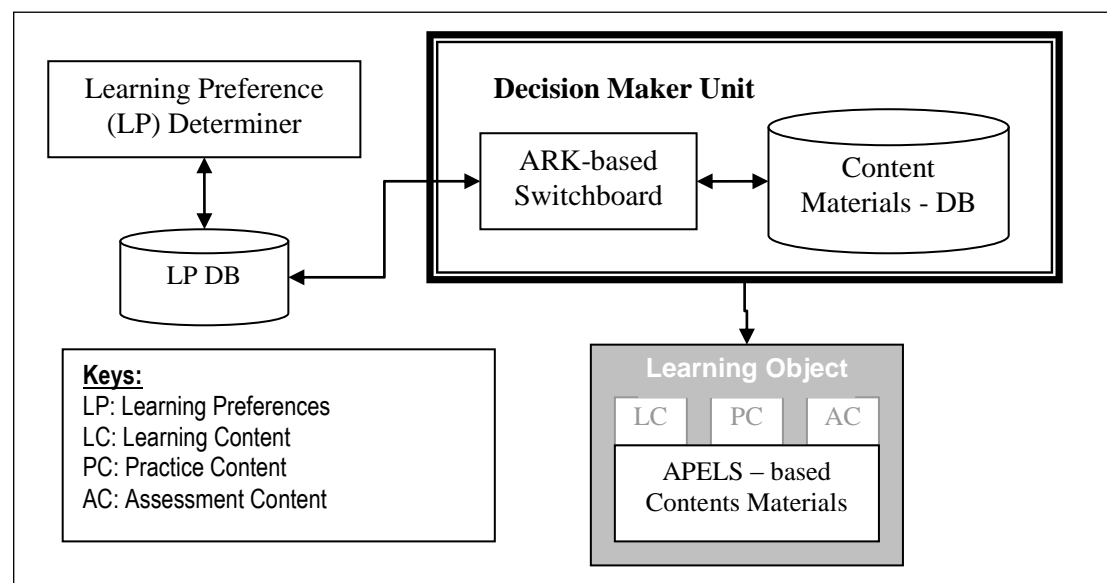 Learning Preference
(LP) Determiner
LP DB
Decision Maker Unit
ARK-based
Switchboard
Content
Materials - DB
Keys:
LP: Learning Preferences
LC: Learning Content
PC: Practice Content
AC: Assessment Content
Learning Object
LC
PC
AC
APELS – based
Contents Materials